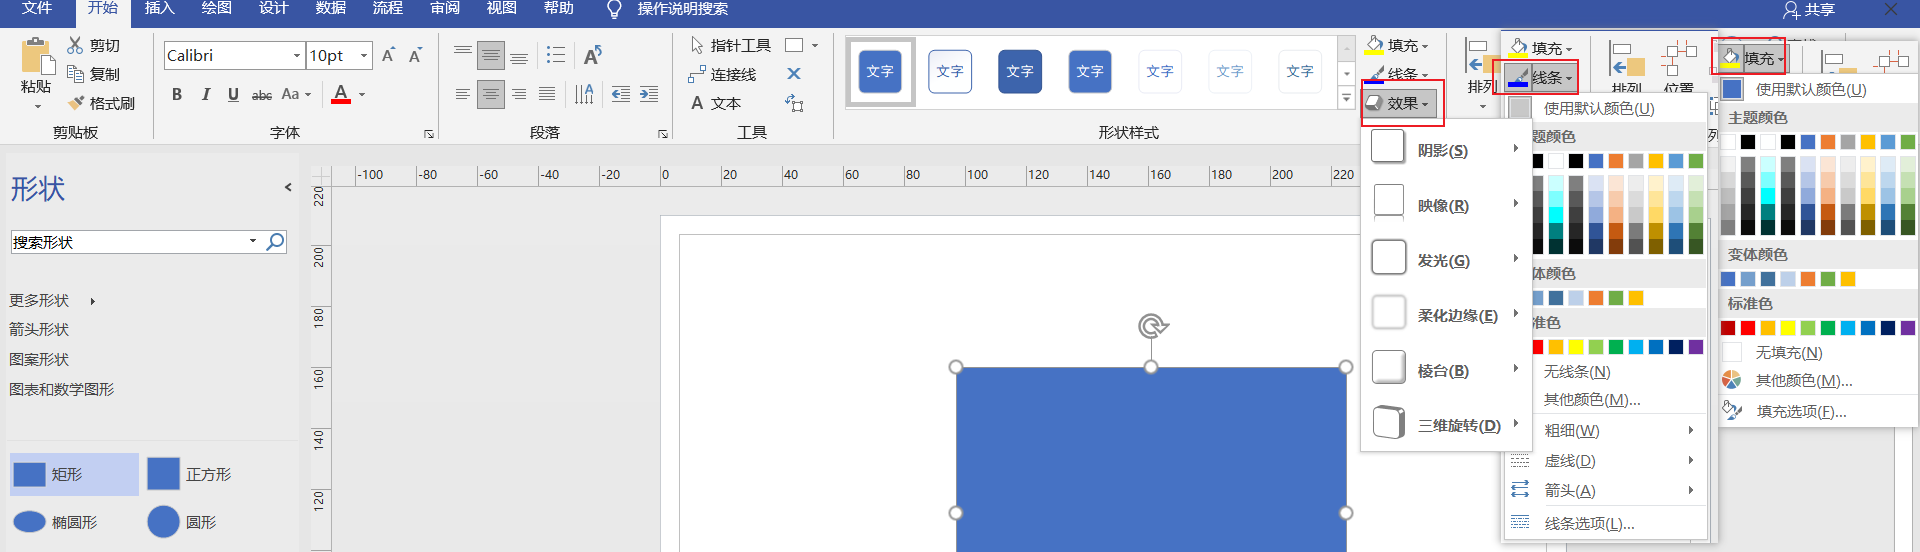 文件 开始 插入 绘图 设计 数据 流程 审阅 视图 帮助 操作说明搜索 共享
粘贴
剪切
复制
格式刷
剪贴板
Calibri 10pt
B I U abc Aa A
字体
段落
指针工具
连接线
A 文本
工具
文字 文字 文字 文字 文字 文字 文字
形状样式
填充
线条
效果
排列
填充
线条
排列 位置
填充
阴影(S)
映像(R)
发光(G)
柔化边缘(E)
棱台(B)
三维旋转(D)
使用默认颜色(U)
题颜色
体颜色
准色
无线条(N)
其他颜色(M)...
粗细(W)
虚线(D)
箭头(A)
线条选项(L)...
使用默认颜色(U)
主题颜色
变体颜色
标准色
无填充(N)
其他颜色(M)...
填充选项(F)...
形状
搜索形状
更多形状
箭头形状
图案形状
图表和数学图形
矩形 正方形
椭圆形 圆形
-100 -80 -60 -40 -20 0 20 40 60 80 100 120 140 160 180 200 220
220
200
180
160
140
120